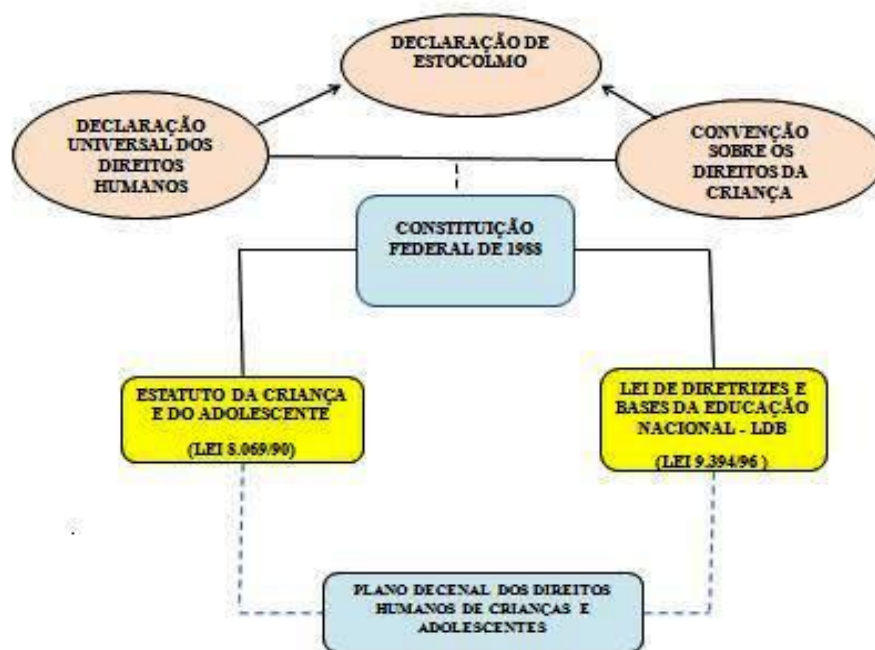 DECLARAÇÃO DE
ESTOCOLMO
DECLARAÇÃO
UNIVERSAL DOS
DIREITOS
HUMANOS
CONVENÇÃO
SOBRE OS
DIREITOS DA
CRIANÇA
CONSTITUIÇÃO
FEDERAL DE 1988
ESTATUTO DA CRIANÇA
E DO ADOLESCENTE
(LEI 8.069/90)
LEI DE DIRETRIZES E
BASES DA EDUCAÇÃO
NACIONAL - LDB
(LEI 9.394/96 )
PLANO DECENAL DOS DIREITOS
HUMANOS DE CRIANÇAS E
ADOLESCENTES